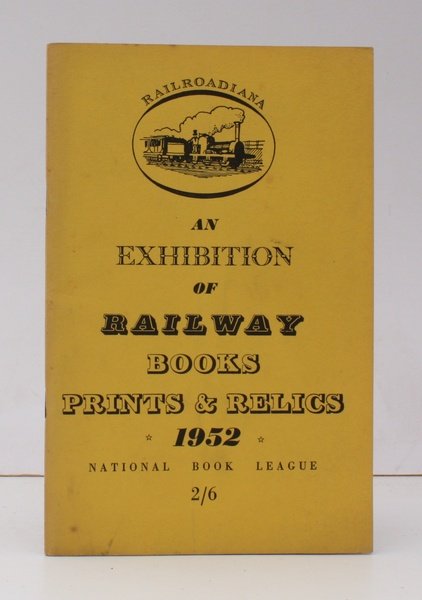 RAILROADIANA
AN
EXHIBITION
OF
RAILWAY
BOOKS
PRINTS & RELICS
1952
NATIONAL BOOK LEAGUE
2/6